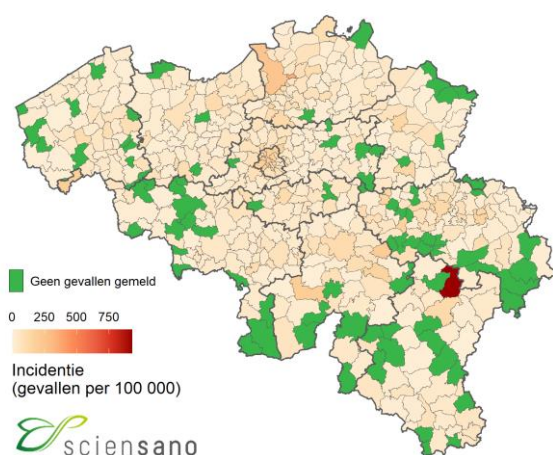 Geen gevallen gemeld
0 250 500 750
Incidentie
(gevallen per 100 000)
sciensano